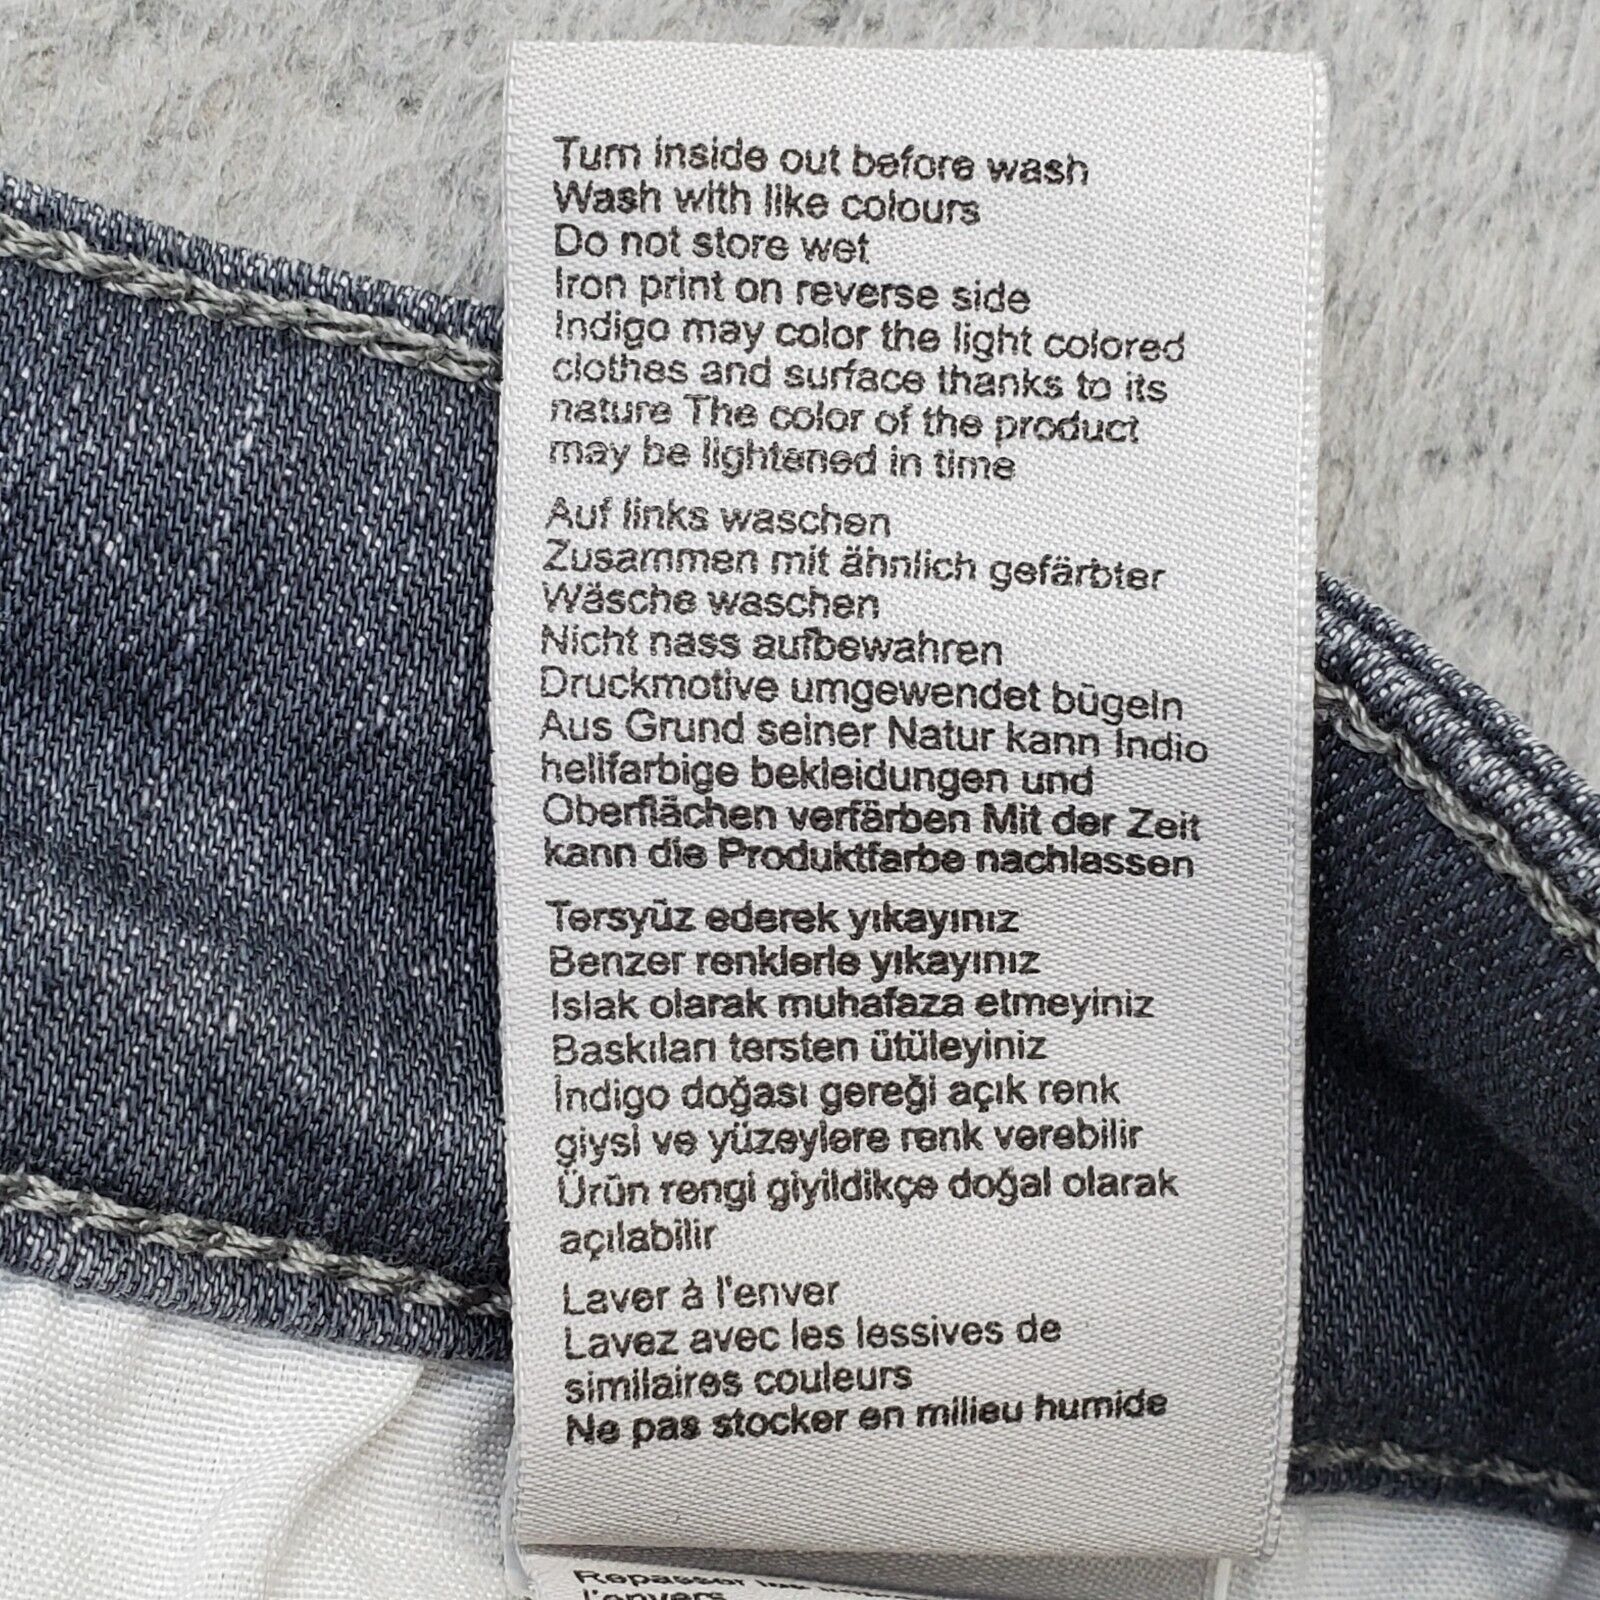 Turn inside out before wash
Wash with like colours
Do not store wet
Iron print on reverse side
Indigo may color the light colored
clothes and surface thanks to its
nature The color of the product
may be lightened in time
Auf links waschen
Zusammen mit ähnlich gefärbter
Wäsche waschen
Nicht nass aufbewahren
Druckmotive umgewendet bügeln
Aus Grund seiner Natur kann Indio
hellfarbige bekleidungen und
Oberflächen verfärben Mit der Zeit
kann die Produktfarbe nachlassen
Tersyüz ederek yıkayınız
Benzer renklerle yıkayınız
Islak olarak muhafaza etmeyiniz
Baskıları tersten ütüleyiniz
İndigo doğası gereği açık renk
giysi ve yüzeylere renk verebilir
Ürün rengi giyildikçe doğal olarak
açılabilir
Laver à l'enver
Lavez avec les lessives de
similaires couleurs
Ne pas stocker en milieu humide
Repasser
l'envers